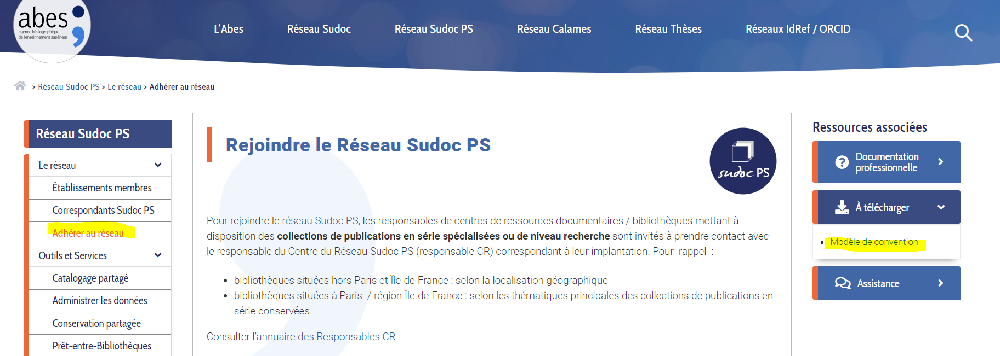 abes
agence bibliographique
de l'enseignement supérieur
L'Abes
Réseau Sudoc
Réseau Sudoc PS
Réseau Calames
Réseau Thèses
Réseaux IdRef / ORCID
> Réseau Sudoc PS > Le réseau > Adhérer au réseau
Réseau Sudoc PS
Le réseau
Établissements membres
Correspondants Sudoc PS
Adhérer au réseau
Outils et Services
Catalogage partagé
Administrer les données
Conservation partagée
Prêt-entre-Bibliothèques
Rejoindre le Réseau Sudoc PS
sudoc PS
Pour rejoindre le réseau Sudoc PS, les responsables de centres de ressources documentaires / bibliothèques mettant à
disposition des collections de publications en série spécialisées ou de niveau recherche sont invités à prendre contact avec
le responsable du Centre du Réseau Sudoc PS (responsable CR) correspondant à leur implantation. Pour rappel :
• bibliothèques situées hors Paris et Île-de-France : selon la localisation géographique
• bibliothèques situées à Paris / région Île-de-France : selon les thématiques principales des collections de publications en
série conservées
Consulter l'annuaire des Responsables CR
Ressources associées
Documentation
professionnelle
À télécharger
Modèle de convention
Assistance